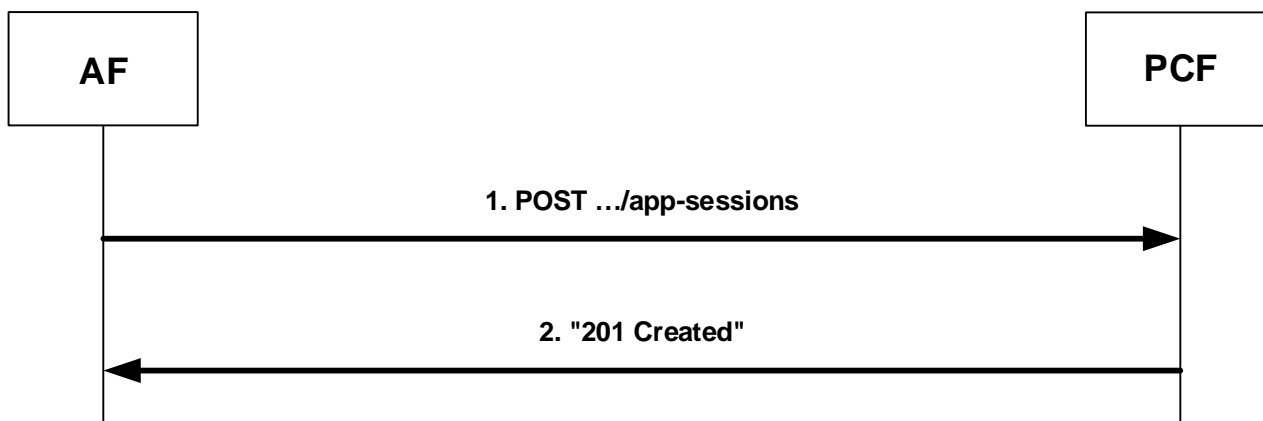 AF
PCF
1. POST …/app-sessions
2. "201 Created"